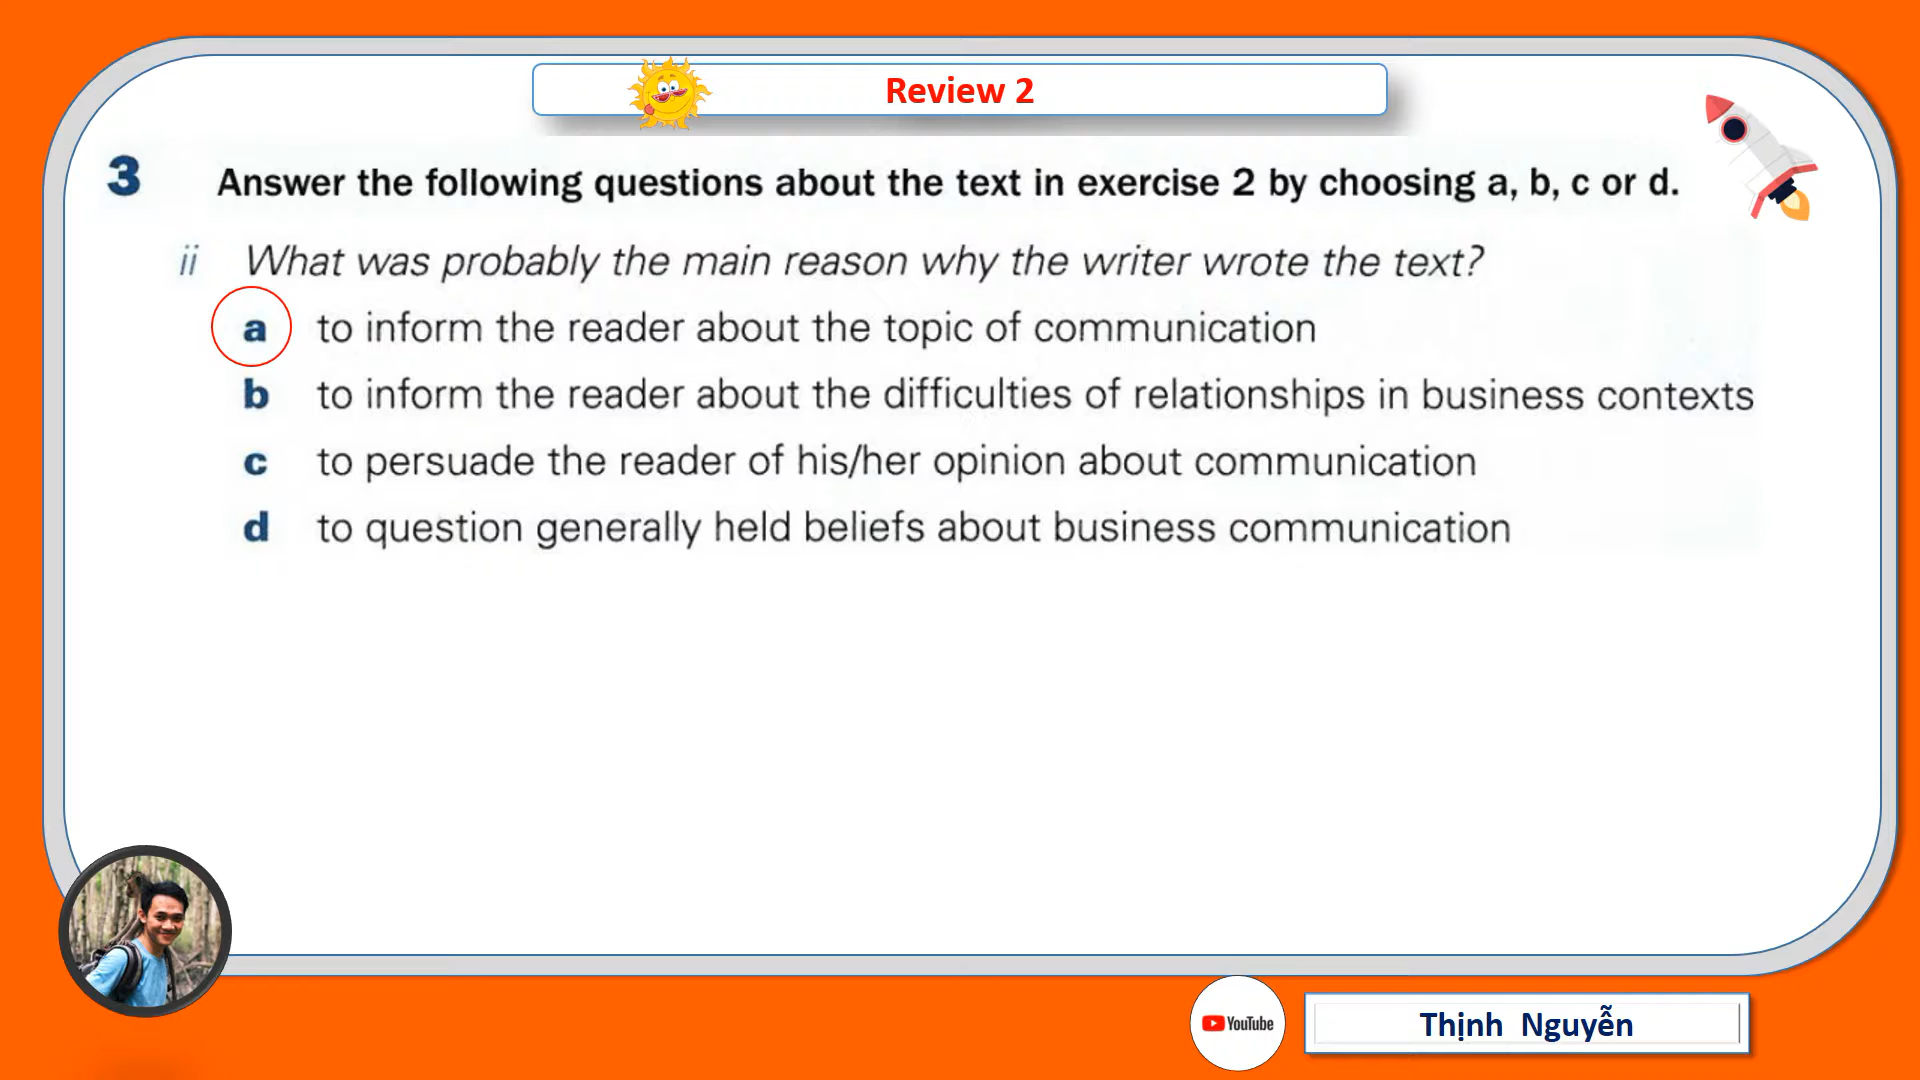 Review 2
3 Answer the following questions about the text in exercise 2 by choosing a, b, c or d.
ii What was probably the main reason why the writer wrote the text?
a to inform the reader about the topic of communication
b to inform the reader about the difficulties of relationships in business contexts
c to persuade the reader of his/her opinion about communication
d to question generally held beliefs about business communication
YouTube
Thịnh Nguyễn